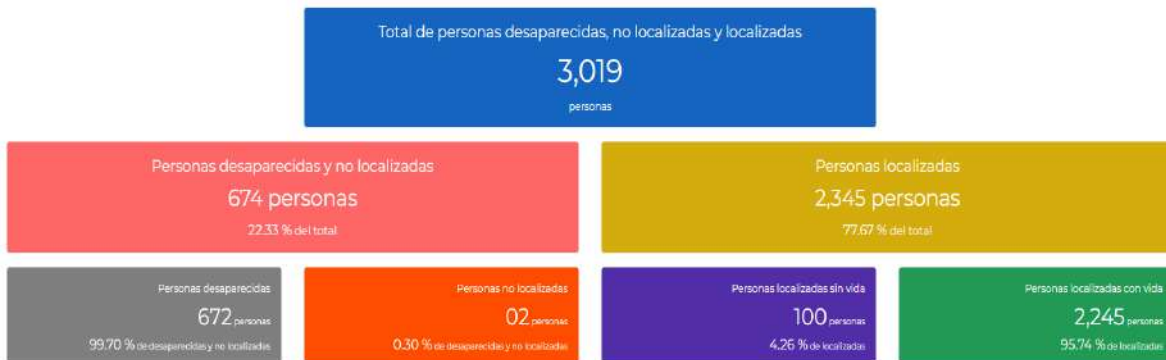 Total de personas desaparecidas, no localizadas y localizadas
3,019
personas
Personas desaparecidas y no localizadas
674 personas
22.33 % del total
Personas localizadas
2,345 personas
77.67 % del total
Personas desaparecidas
672 personas
99.70 % de desaparecidas y no localizadas
Personas no localizadas
02 personas
0.30 % de desaparecidas y no localizadas
Personas localizadas sin vida
100 personas
4.26 % de localizadas
Personas localizadas con vida
2,245 personas
95.74 % de localizadas